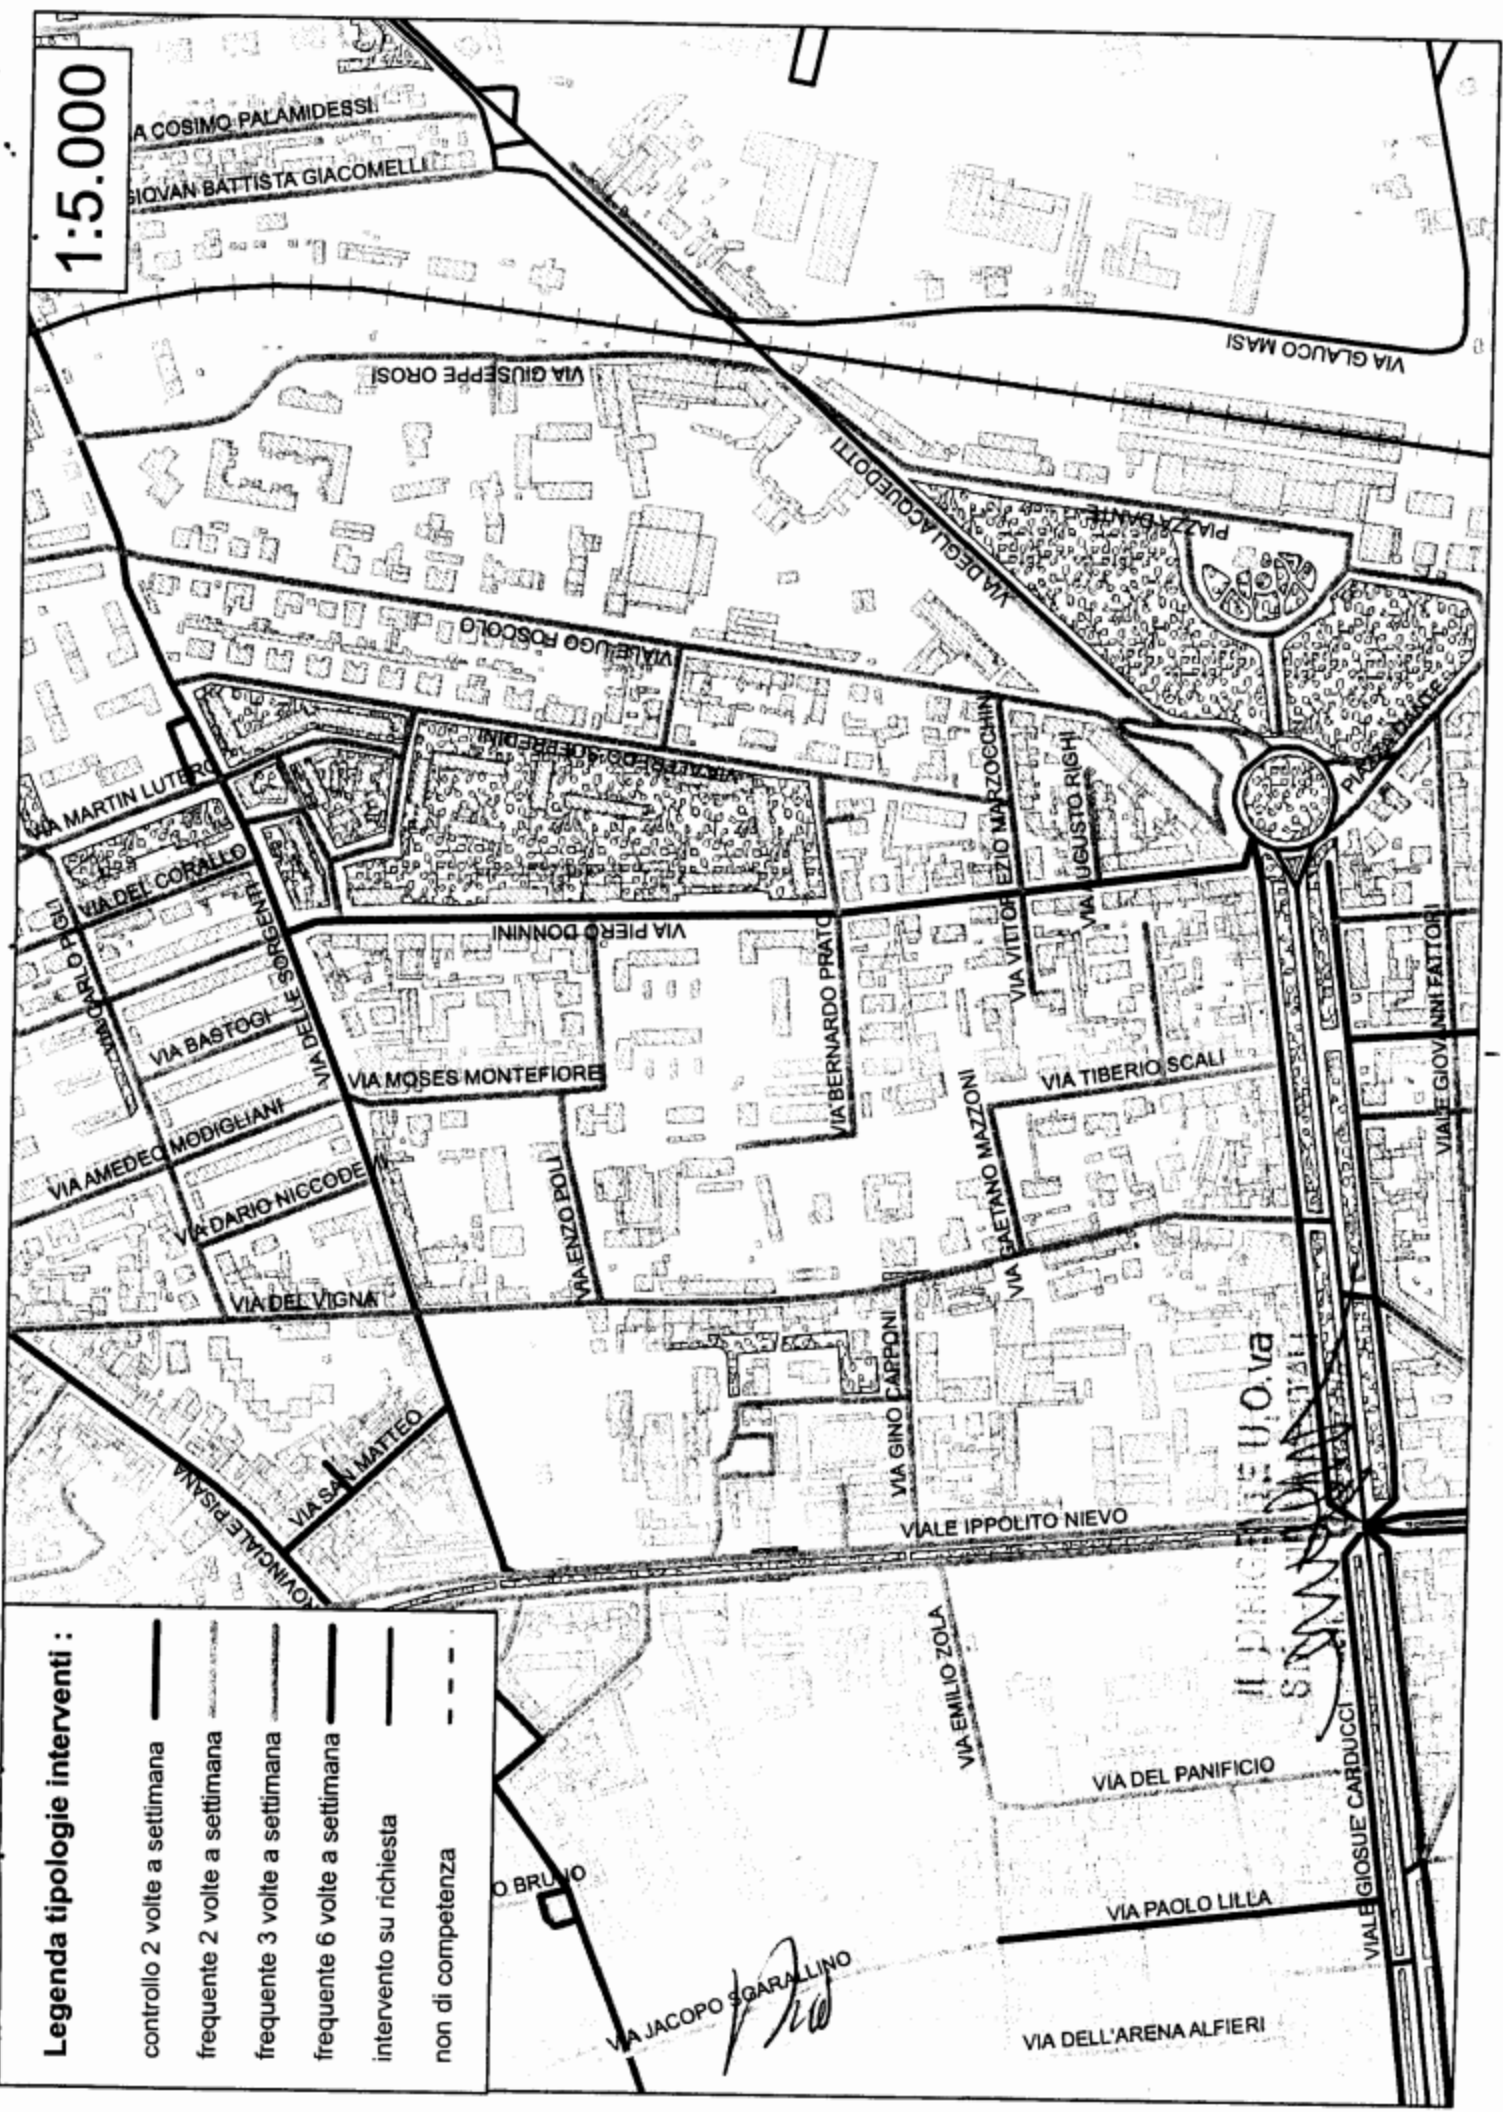 1:5.000
A COSIMO PALAMIDESSI
GIOVAN BATTISTA GIACOMELLI
VIA GIUSEPPE OROSI
VIA GLAUCO MASI
VIA DEGLI ACQUEDOTTI
PIAZZA DANTE
VIALE UGO FOSCOLO
VIA ALFREDO SOFFREDINI
VIA MARTIN LUTERO
VIA DEL CORALLO
VIA CARLO PIGLI
VIA DELLE SORGENTI
VIA BASTOGI
VIA PIERO DONNINI
VIA BERNARDO PRATO
VIA VITTOR EZIO MARZOCCHINI
VIA AUGUSTO RIGHI
PIAZZA DANTE
VIALE GIOVANNI FATTORI
VIA MOSES MONTEFIORE
VIA TIBERIO SCALI
VIA AMEDEO MODIGLIANI
VIA DARIO NICCODEMI
VIA ENZO POLI
VIA GAETANO MAZZONI
VIA DEL VIGNA
VIA GINO CAPPONI
VIA SAN MATTEO
ROVINCIALE PISANA
VIALE IPPOLITO NIEVO
IL DIRIGENTE U.O.va
VIA EMILIO ZOLA
VIA DEL PANIFICIO
VIALE GIOSUE CARDUCCI
VIA PAOLO LILLA
O BRUNO
VIA JACOPO SGARALLINO
VIA DELL'ARENA ALFIERI
Legenda tipologie interventi :
controllo 2 volte a settimana
frequente 2 volte a settimana
frequente 3 volte a settimana
frequente 6 volte a settimana
intervento su richiesta
non di competenza